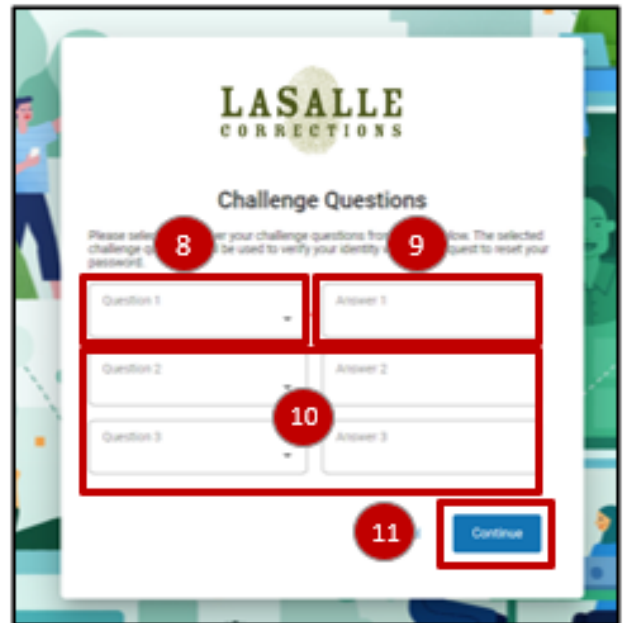 LASALLE
CORRECTIONS
Challenge Questions
Please sele 8 er your challenge questions from 9 low. The selected
challenge q be used to verify your identity quest to reset your
password.
Question 1
Answer 1
Question 2
Answer 2
10
Question 3
Answer 3
11
Continue